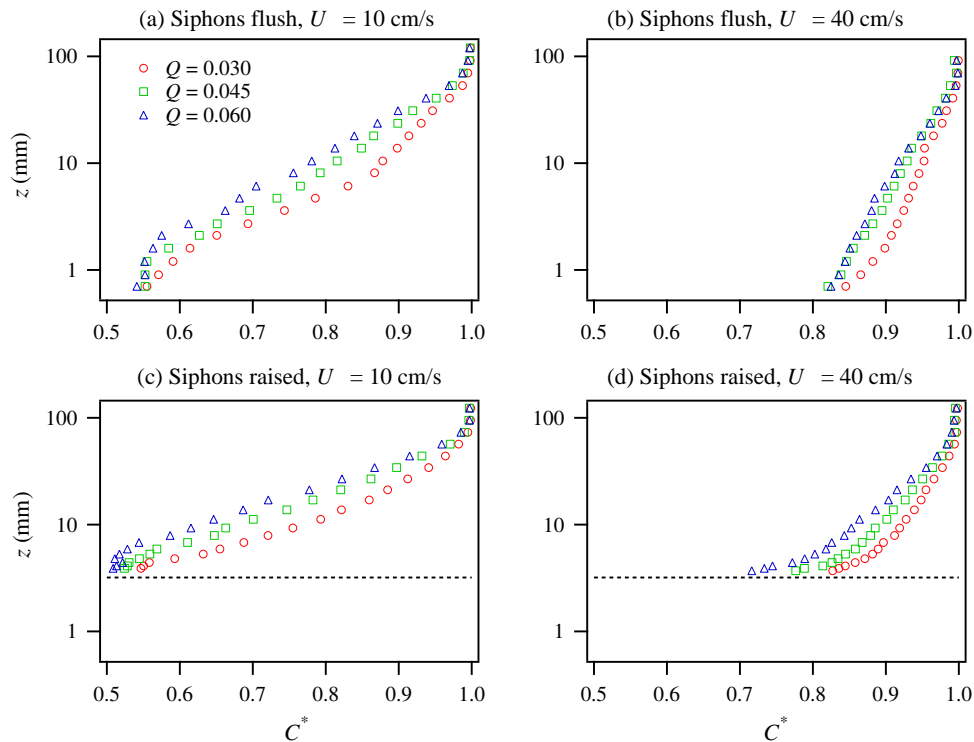 (a) Siphons flush, U = 10 cm/s
(b) Siphons flush, U = 40 cm/s
100
10
1
z (mm)
Q = 0.030
Q = 0.045
Q = 0.060
0.5 0.6 0.7 0.8 0.9 1.0
100
10
1
z (mm)
0.5 0.6 0.7 0.8 0.9 1.0
(c) Siphons raised, U = 10 cm/s
(d) Siphons raised, U = 40 cm/s
100
10
1
z (mm)
0.5 0.6 0.7 0.8 0.9 1.0
C*
100
10
1
z (mm)
0.5 0.6 0.7 0.8 0.9 1.0
C*